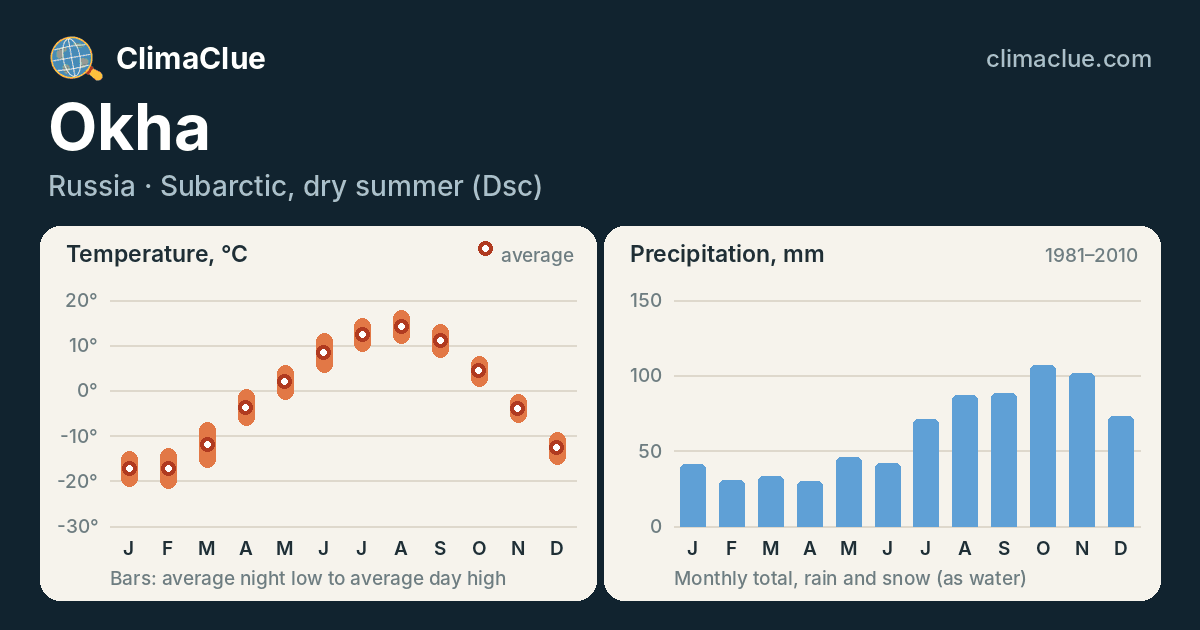 ClimaClue
climaclue.com
Okha
Russia · Subarctic, dry summer (Dsc)
Temperature, °C
average
20°
10°
0°
-10°
-20°
-30°
J F M A M J J A S O N D
Bars: average night low to average day high
Precipitation, mm
1981–2010
150
100
50
0
J F M A M J J A S O N D
Monthly total, rain and snow (as water)